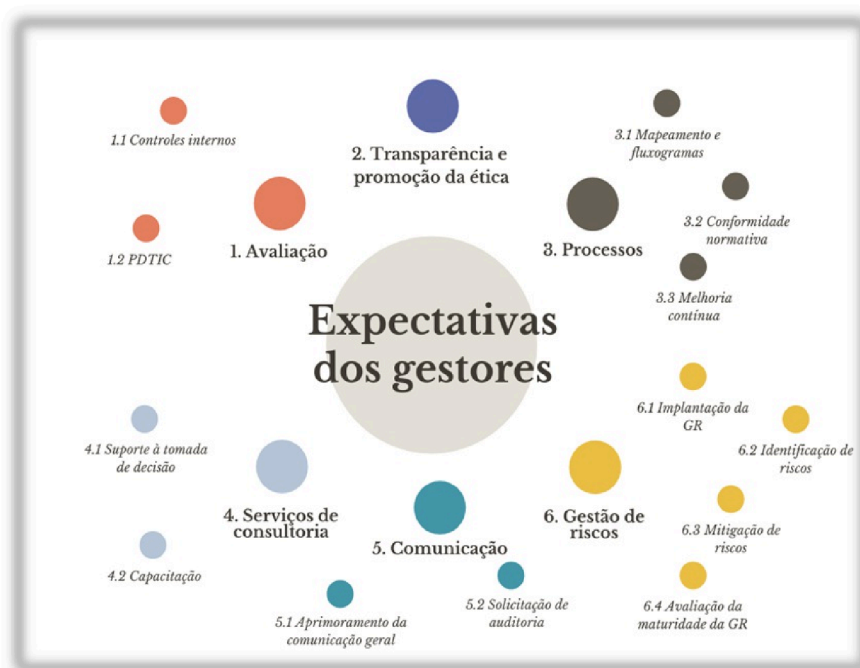 Expectativas
dos gestores
1. Avaliação
1.1 Controles internos
1.2 PDTIC
2. Transparência e
promoção da ética
3. Processos
3.1 Mapeamento e
fluxogramas
3.2 Conformidade
normativa
3.3 Melhoria
contínua
4. Serviços de
consultoria
4.1 Suporte à tomada
de decisão
4.2 Capacitação
5. Comunicação
5.1 Aprimoramento da
comunicação geral
5.2 Solicitação de
auditoria
6. Gestão de
riscos
6.1 Implantação da
GR
6.2 Identificação de
riscos
6.3 Mitigação de
riscos
6.4 Avaliação da
maturidade da GR